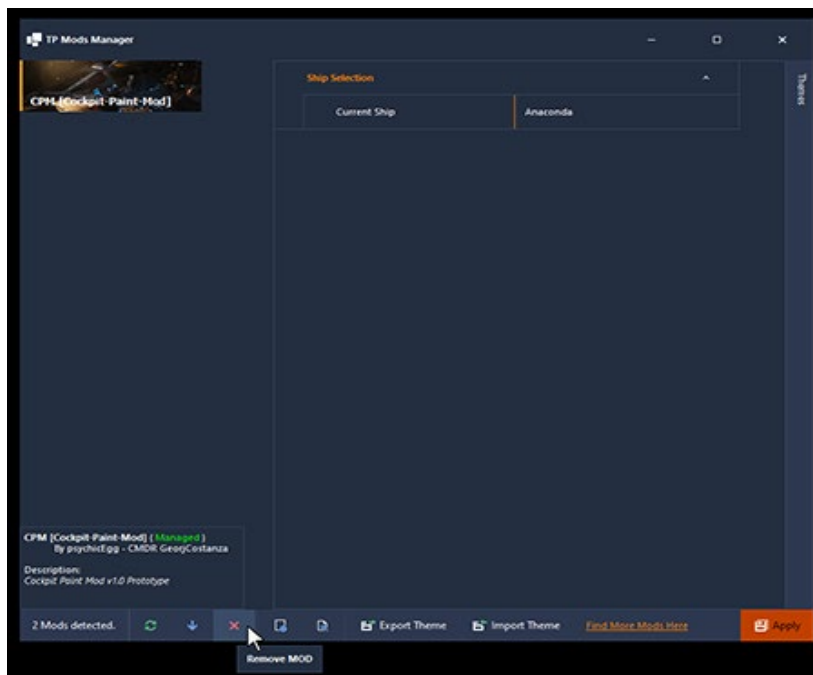 TP Mods Manager
CPM [Cockpit-Paint-Mod]
Ship Selection
Current Ship
Anaconda
Themes
CPM [Cockpit-Paint-Mod] ( Managed )
By psychicEgg - CMDR GeorjCostanza
Description:
Cockpit Paint Mod v1.0 Prototype
2 Mods detected.
Export Theme
Import Theme
Find More Mods Here
Apply
Remove MOD